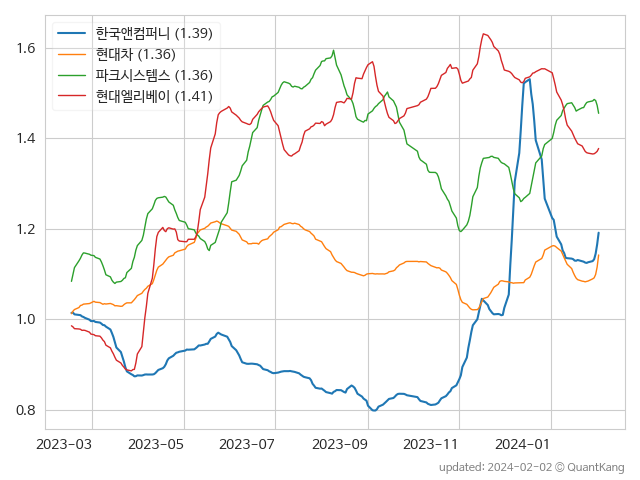 한국앤컴퍼니 (1.39)
현대차 (1.36)
파크시스템스 (1.36)
현대엘리베이 (1.41)
1.6
1.4
1.2
1.0
0.8
2023-03 2023-05 2023-07 2023-09 2023-11 2024-01
updated: 2024-02-02 © QuantKang